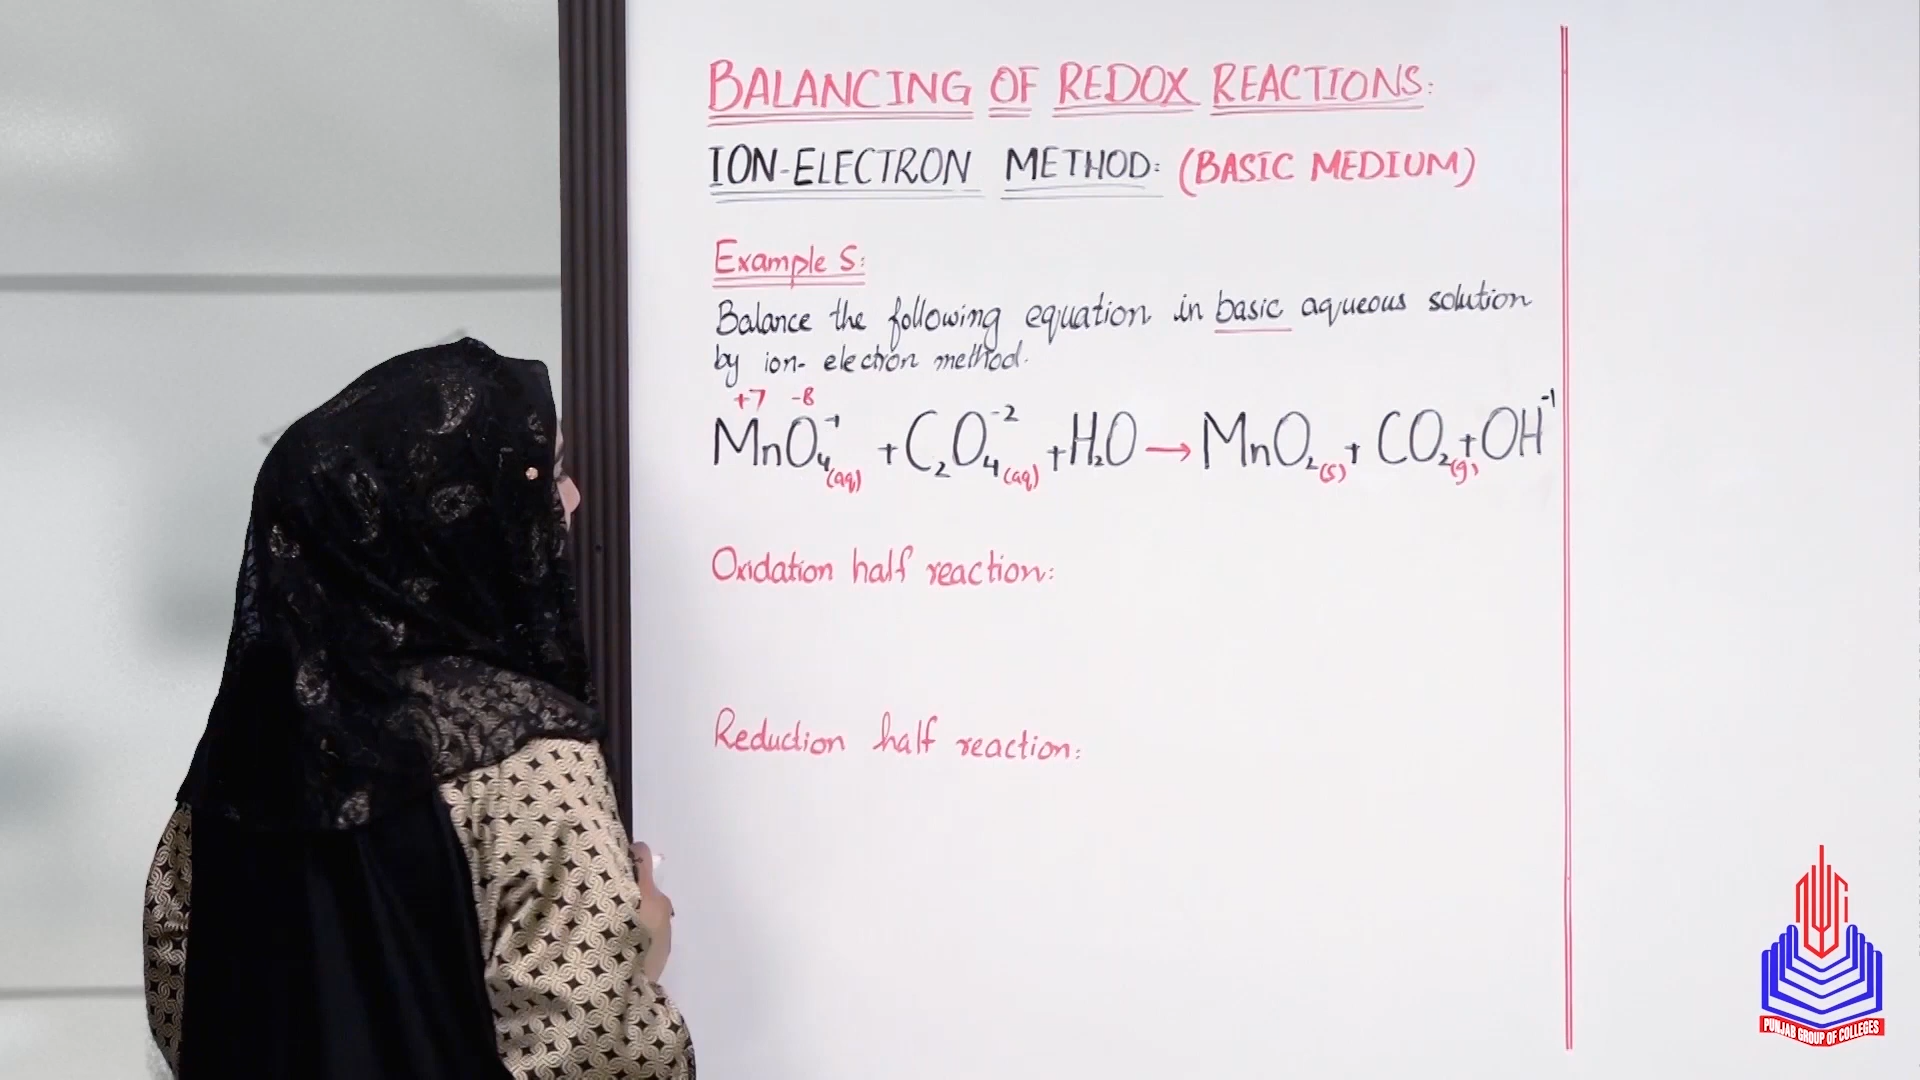 BALANCING OF REDOX REACTIONS:
ION-ELECTRON METHOD: (BASIC MEDIUM)
Example 5:
Balance the following equation in basic aqueous solution
by ion-electron method.
+7 -8
MnO₄⁻¹(aq) + C₂O₄⁻²(aq) + H₂O → MnO₂(s) + CO₂(g) + OH⁻¹
Oxidation half reaction:
Reduction half reaction:
PUNJAB GROUP OF COLLEGES